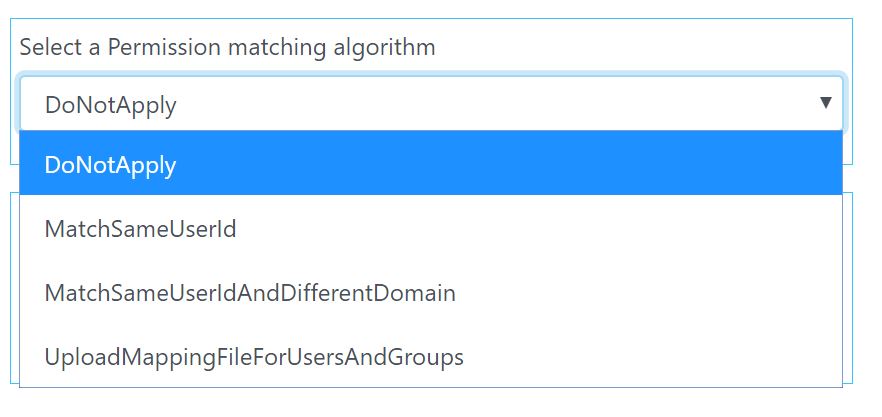 Select a Permission matching algorithm
DoNotApply
DoNotApply
MatchSameUserId
MatchSameUserIdAndDifferentDomain
UploadMappingFileForUsersAndGroups